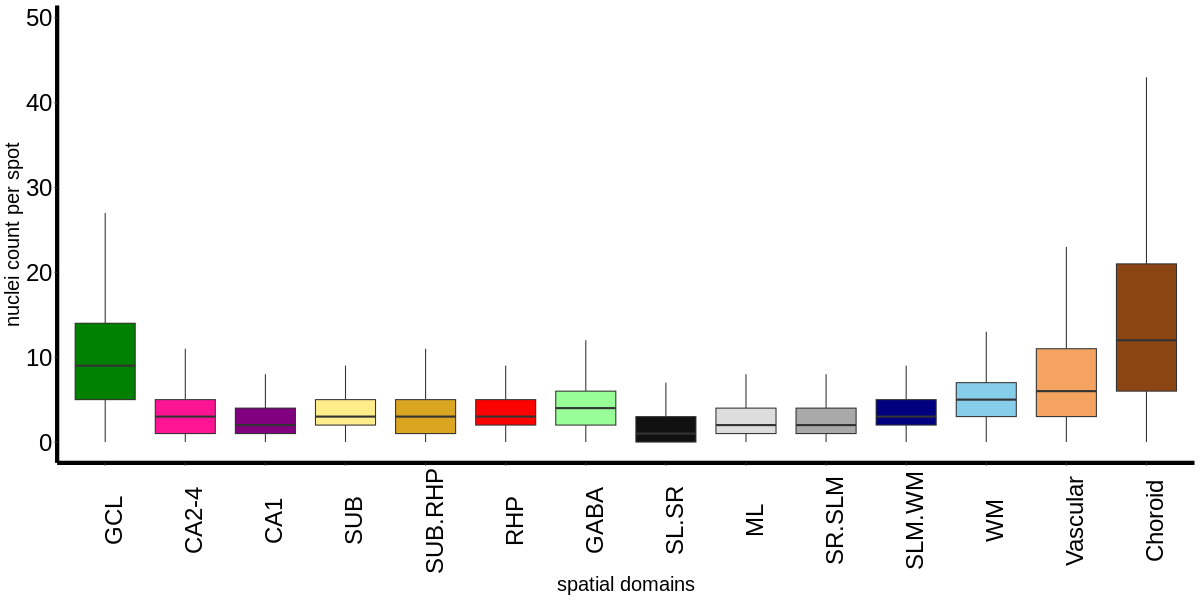 50
40
30
20
10
0
nuclei count per spot
GCL
CA2-4
CA1
SUB
SUB.RHP
RHP
GABA
SL.SR
ML
SR.SLM
SLM.WM
WM
Vascular
Choroid
spatial domains